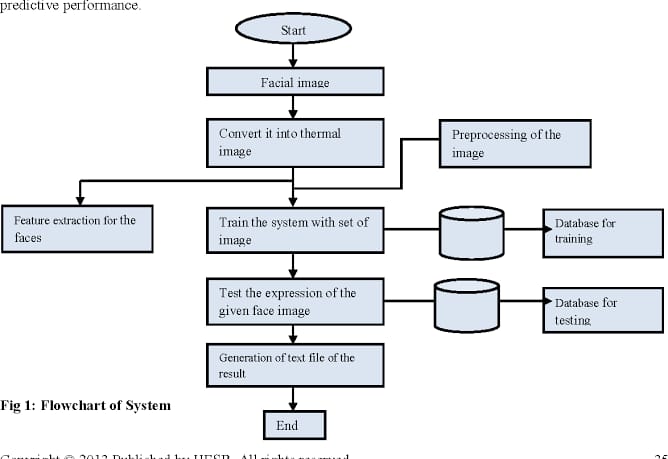 predictive performance.
Start
Facial image
Convert it into thermal
image
Preprocessing of the
image
Feature extraction for the
faces
Train the system with set of
image
Database for
training
Test the expression of the
given face image
Database for
testing
Generation of text file of the
result
Fig 1: Flowchart of System
End
Copyright © 2013 Published by IJESR. All rights reserved